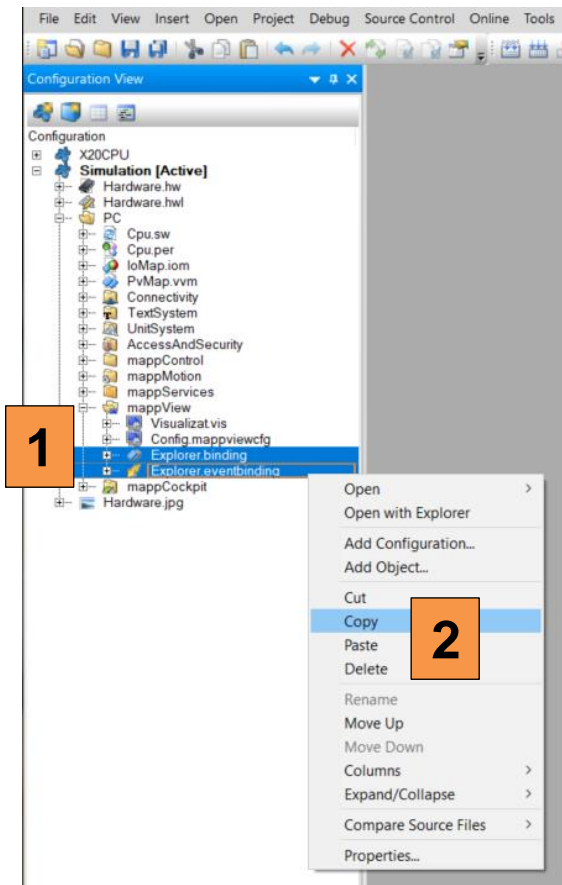 File Edit View Insert Open Project Debug Source Control Online Tools
Configuration View
Configuration
X20CPU
Simulation [Active]
Hardware.hw
Hardware.hwl
PC
Cpu.sw
Cpu.per
IoMap.iom
PvMap.vvm
Connectivity
TextSystem
UnitSystem
AccessAndSecurity
mappControl
mappMotion
mappServices
mappView
Visualizat.vis
Config.mappviewcfg
Explorer.binding
Explorer.eventbinding
mappCockpit
Hardware.jpg
1
Open
Open with Explorer
Add Configuration...
Add Object...
Cut
Copy
Paste
Delete
2
Rename
Move Up
Move Down
Columns
Expand/Collapse
Compare Source Files
Properties...